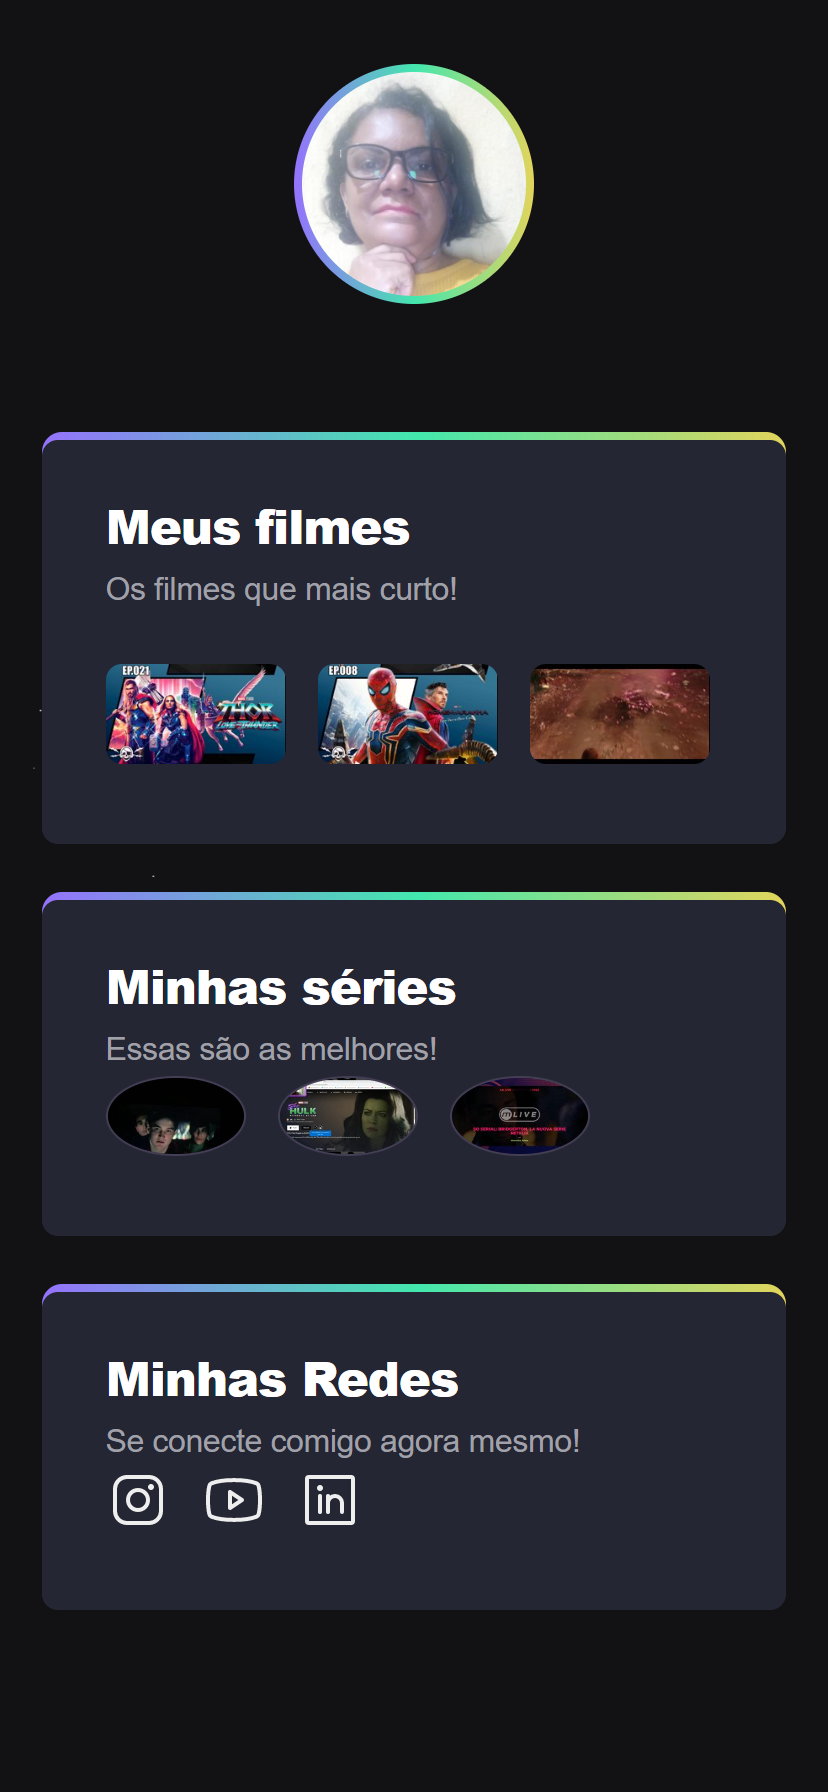 Meus filmes
Os filmes que mais curto!
EP.021
THOR
LOVE AND THUNDER
EP.008
Minhas séries
Essas são as melhores!
HULK
LIVE
Minhas Redes
Se conecte comigo agora mesmo!
in